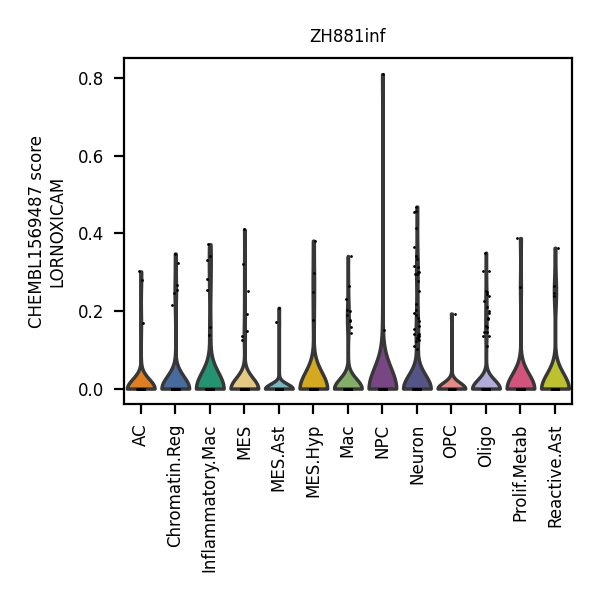 ZH881inf
CHEMBL1569487 score
LORNOXICAM
0.8
0.6
0.4
0.2
0.0
AC
Chromatin.Reg
Inflammatory.Mac
MES
MES.Ast
MES.Hyp
Mac
NPC
Neuron
OPC
Oligo
Prolif.Metab
Reactive.Ast